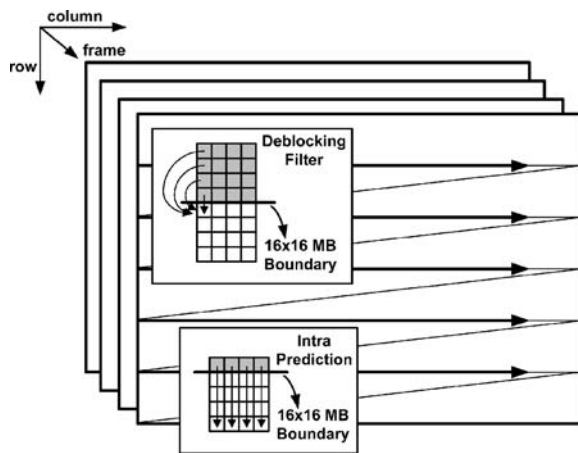 column
frame
row
Deblocking
Filter
16x16 MB
Boundary
Intra
Prediction
16x16 MB
Boundary